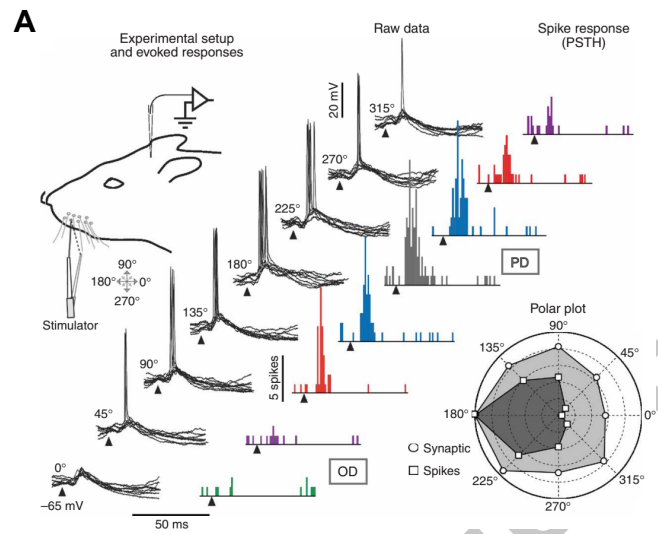 A
Experimental setup
and evoked responses
Raw data
Spike response
(PSTH)
20 mV
315°
270°
225°
180°
135°
90°
45°
0°
–65 mV
50 ms
90°
180°
0°
270°
Stimulator
PD
5 spikes
OD
Polar plot
90°
135°
45°
180°
0°
Synaptic
Spikes
225°
315°
270°